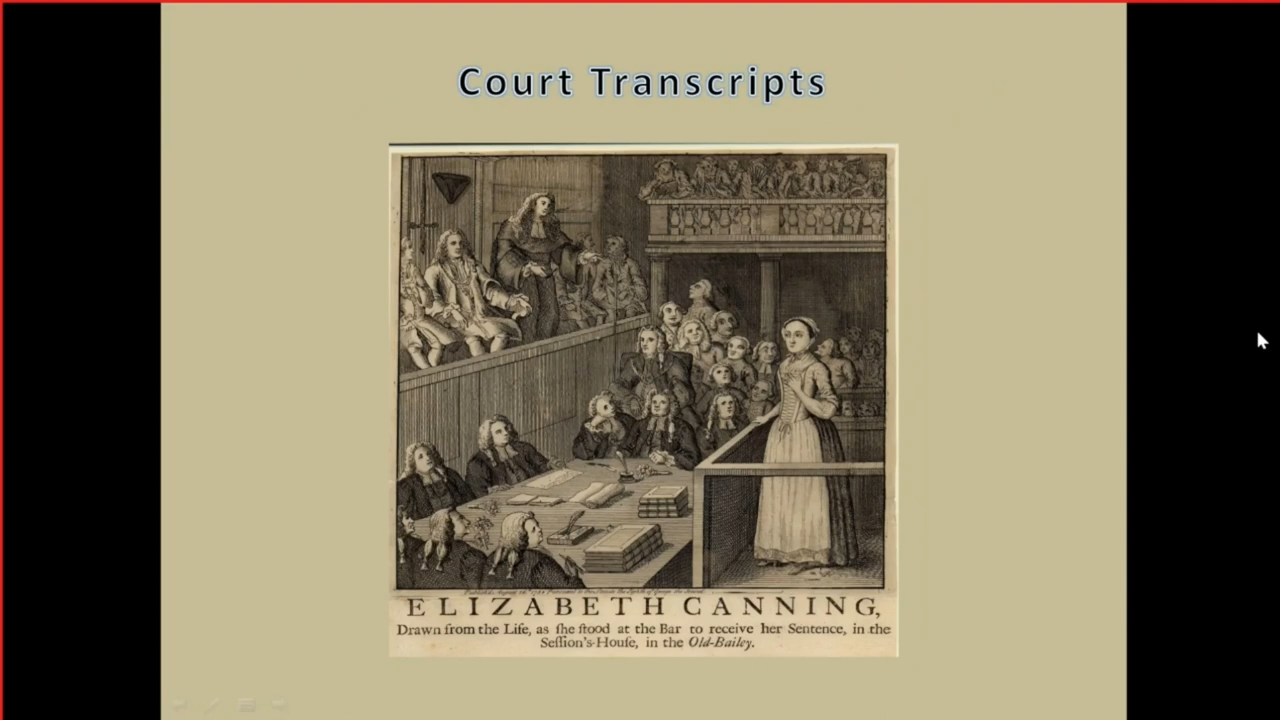 Court Transcripts
ELIZABETH CANNING,
Drawn from the Life, as ſhe ſtood at the Bar to receive her Sentence, in the
Seſſion's-Houſe, in the Old-Bailey.